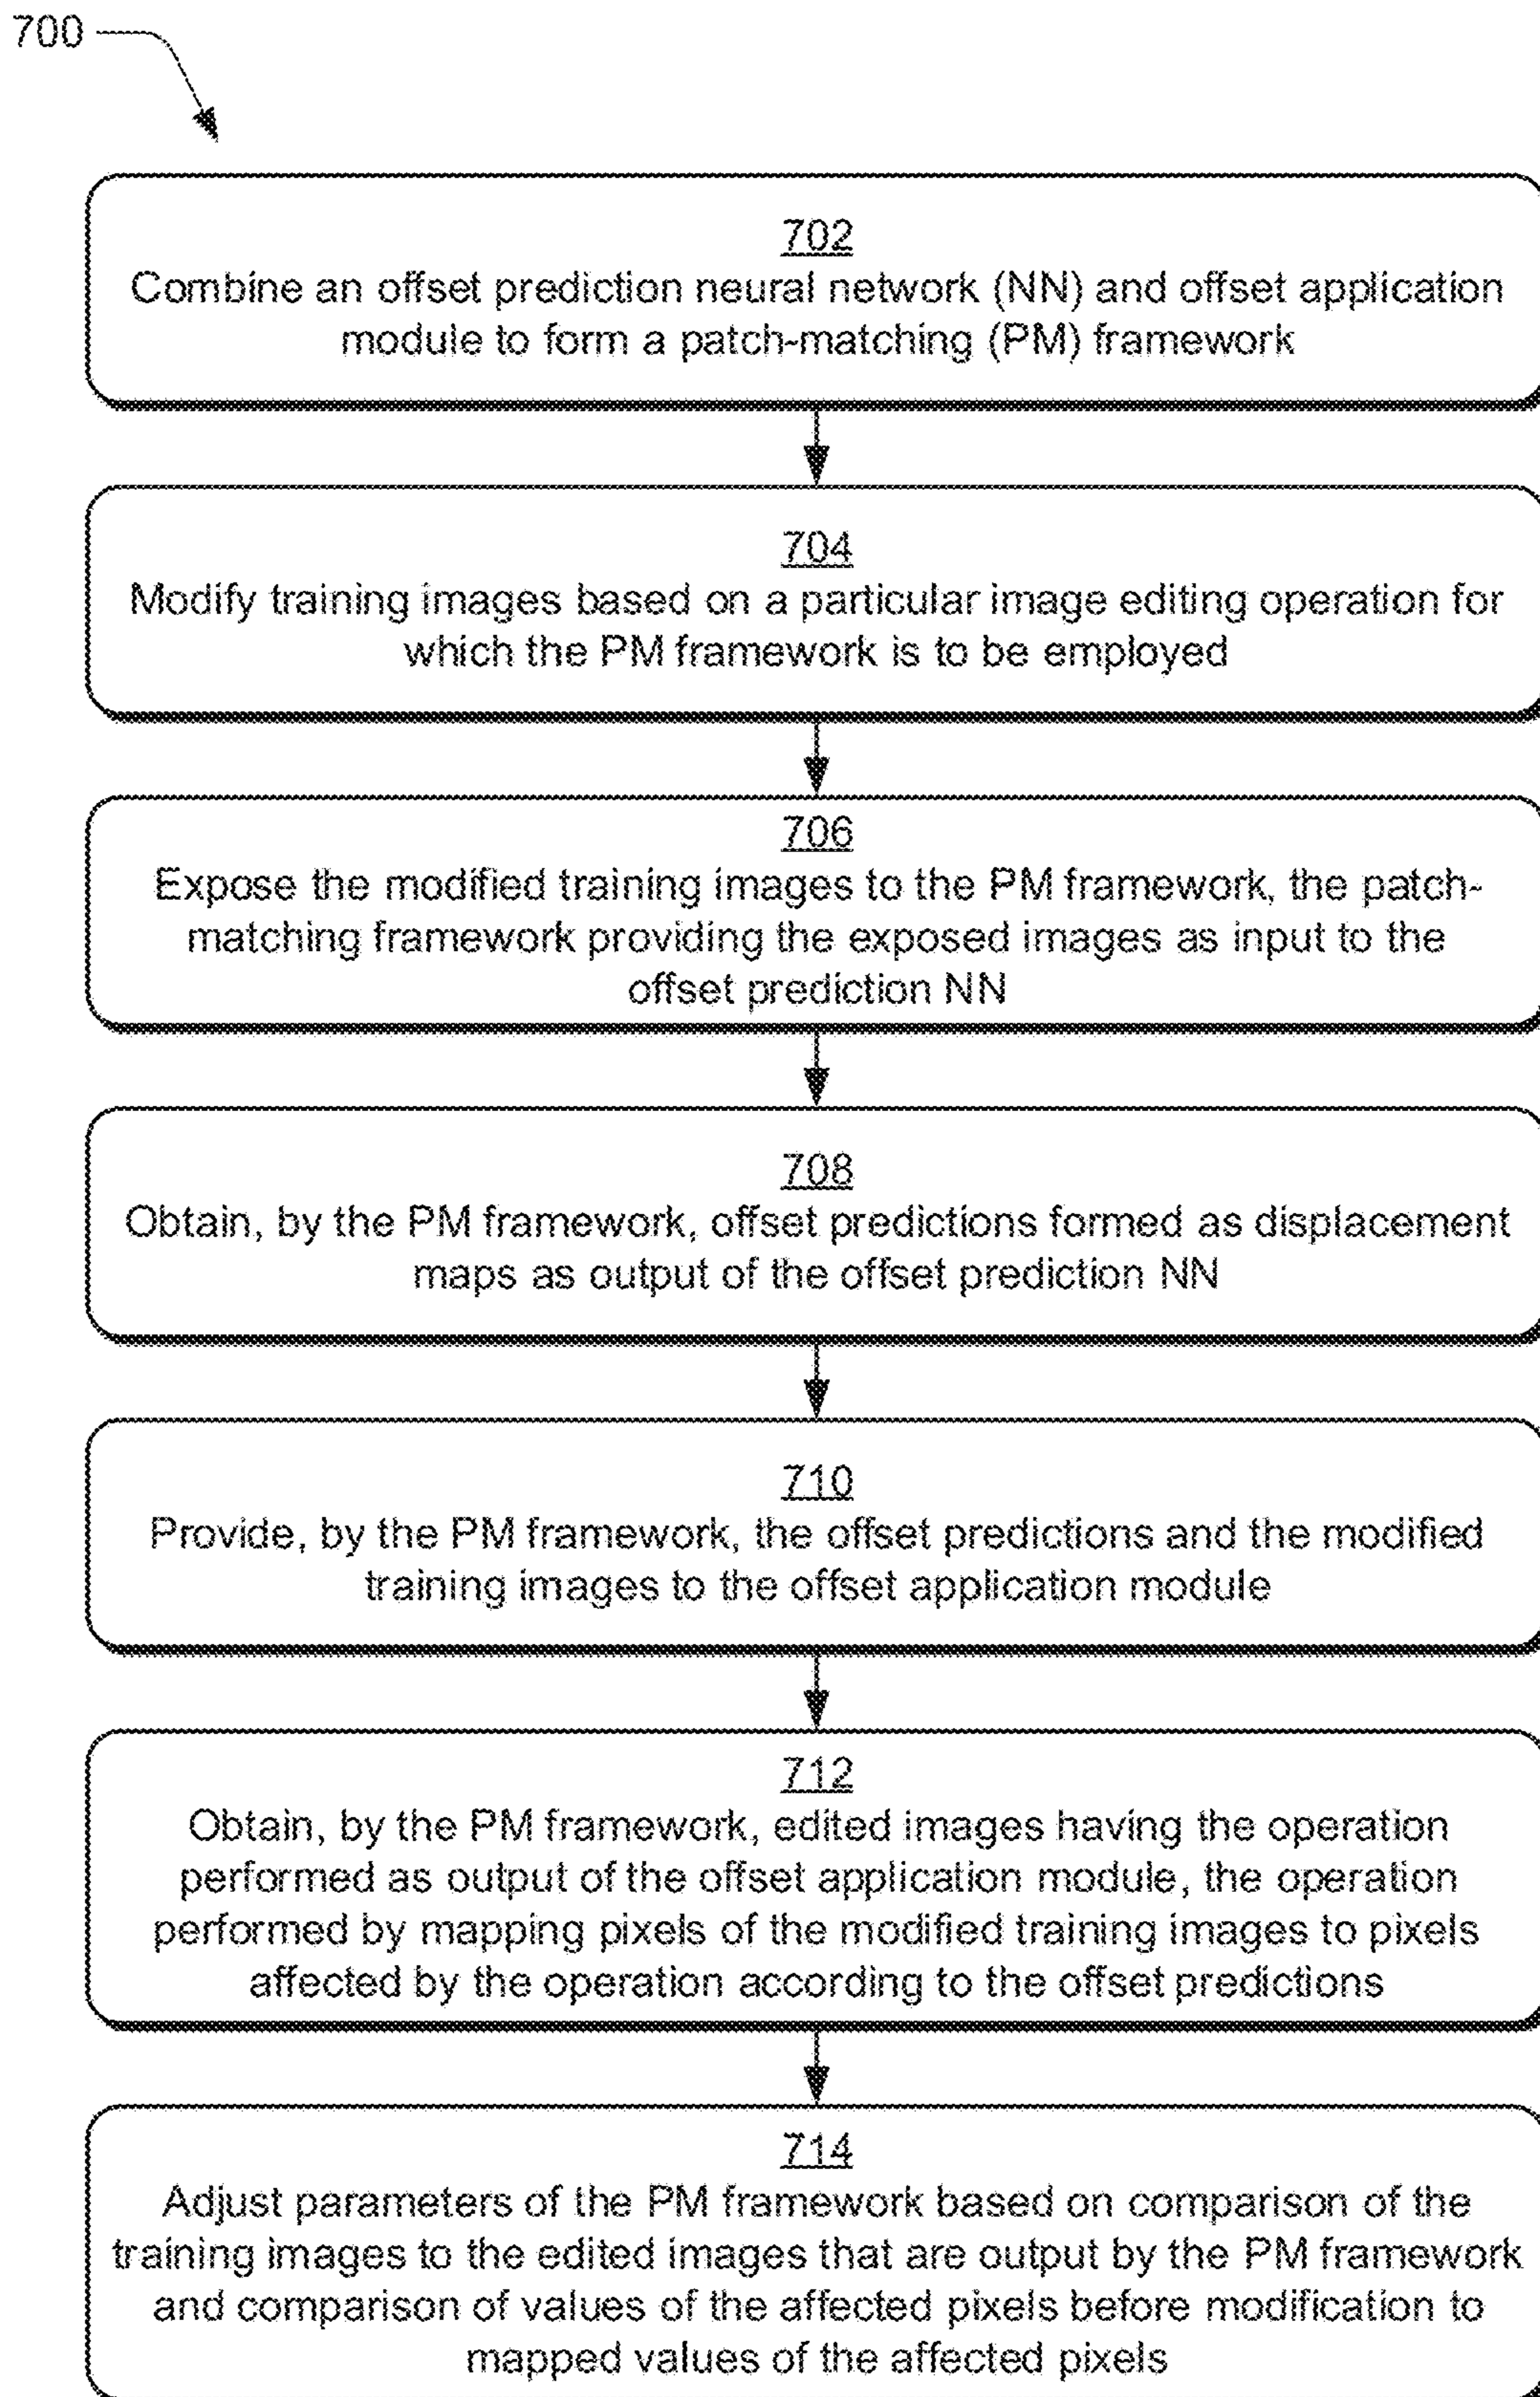 700
702
Combine an offset prediction neural network (NN) and offset application
module to form a patch-matching (PM) framework
704
Modify training images based on a particular image editing operation for
which the PM framework is to be employed
706
Expose the modified training images to the PM framework, the patch-
matching framework providing the exposed images as input to the
offset prediction NN
708
Obtain, by the PM framework, offset predictions formed as displacement
maps as output of the offset prediction NN
710
Provide, by the PM framework, the offset predictions and the modified
training images to the offset application module
712
Obtain, by the PM framework, edited images having the operation
performed as output of the offset application module, the operation
performed by mapping pixels of the modified training images to pixels
affected by the operation according to the offset predictions
714
Adjust parameters of the PM framework based on comparison of the
training images to the edited images that are output by the PM framework
and comparison of values of the affected pixels before modification to
mapped values of the affected pixels